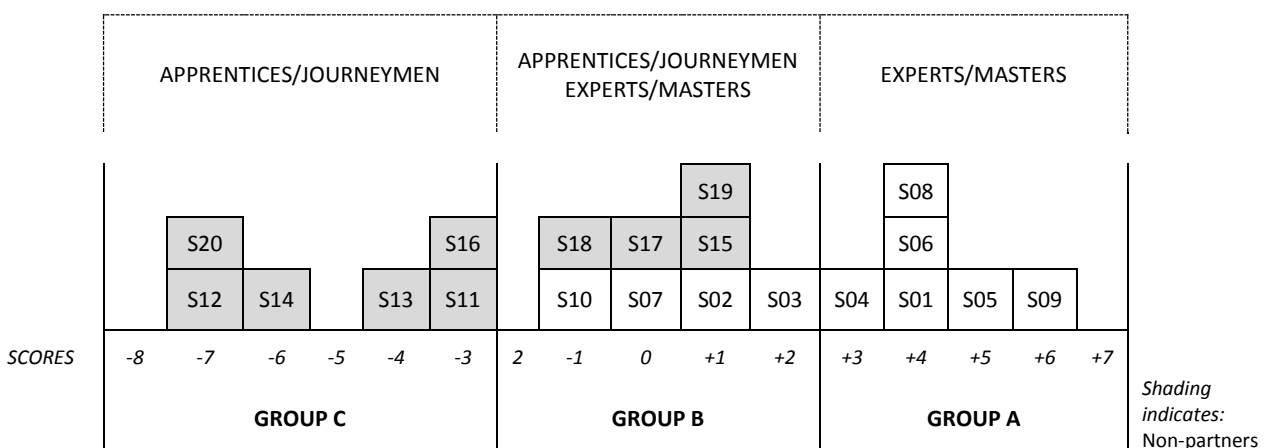 APPRENTICES/JOURNEYMEN
APPRENTICES/JOURNEYMEN
EXPERTS/MASTERS
EXPERTS/MASTERS
S19 S08
S20 S16 S18 S17 S15 S06
S12 S14 S13 S11 S10 S07 S02 S03 S04 S01 S05 S09
SCORES -8 -7 -6 -5 -4 -3 2 -1 0 +1 +2 +3 +4 +5 +6 +7
GROUP C GROUP B GROUP A
Shading
indicates:
Non-partners